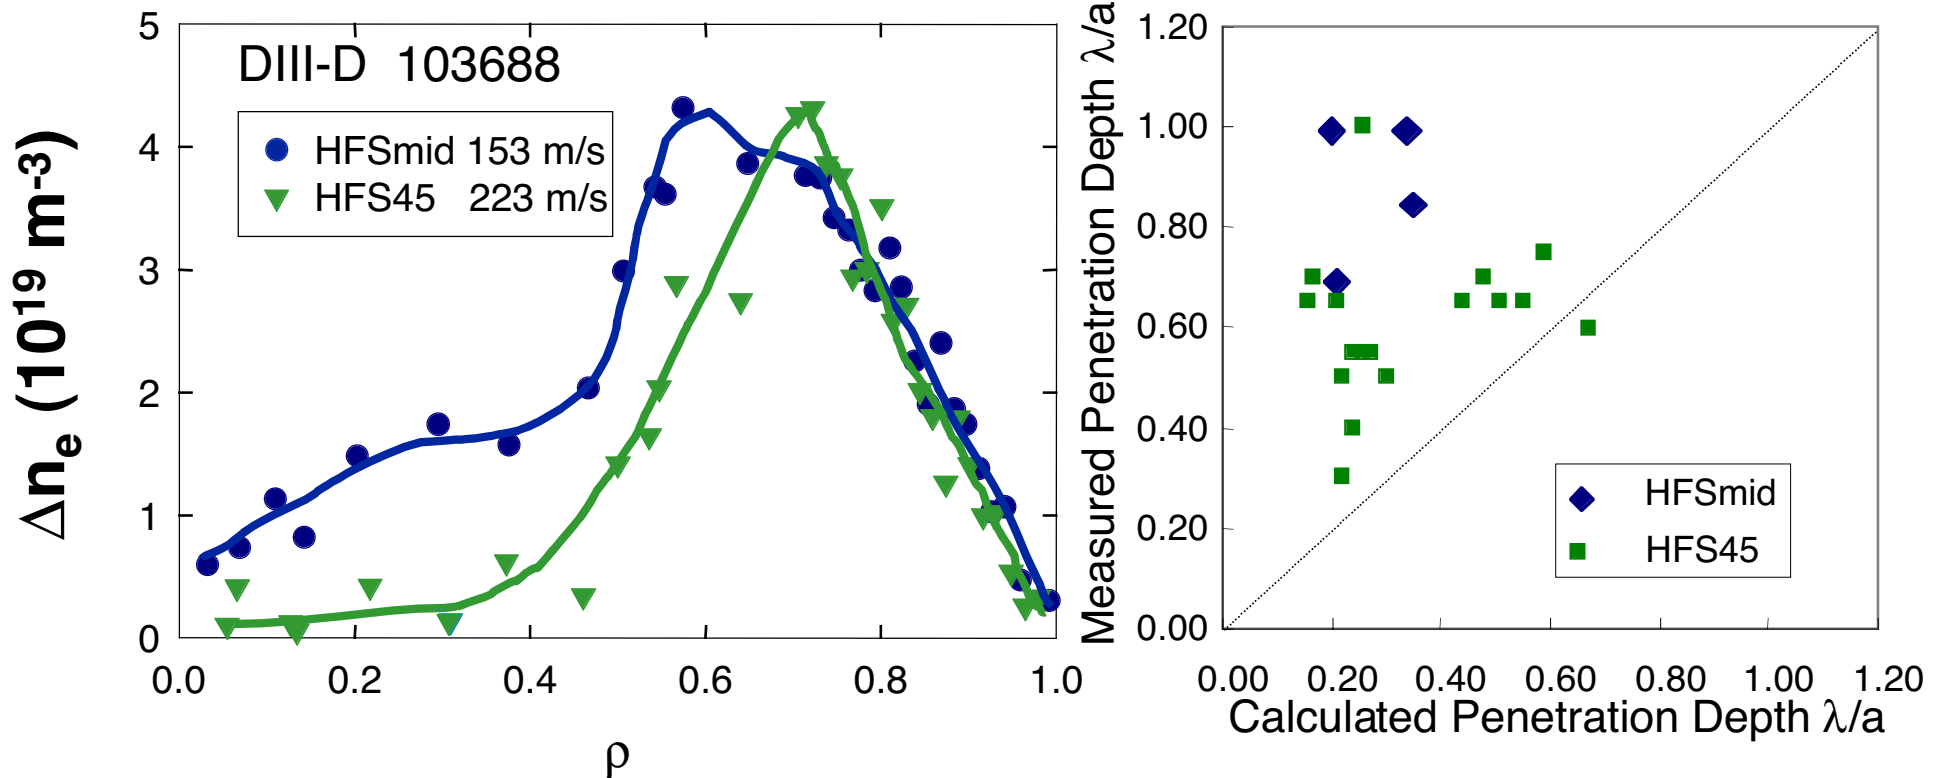 Δnₑ (10¹⁹ m⁻³)
5
4
3
2
1
0
DIII-D 103688
HFSmid 153 m/s
HFS45 223 m/s
0.0 0.2 0.4 0.6 0.8 1.0
ρ
Measured Penetration Depth λ/a
1.20
1.00
0.80
0.60
0.40
0.20
0.00
HFSmid
HFS45
0.00 0.20 0.40 0.60 0.80 1.00 1.20
Calculated Penetration Depth λ/a